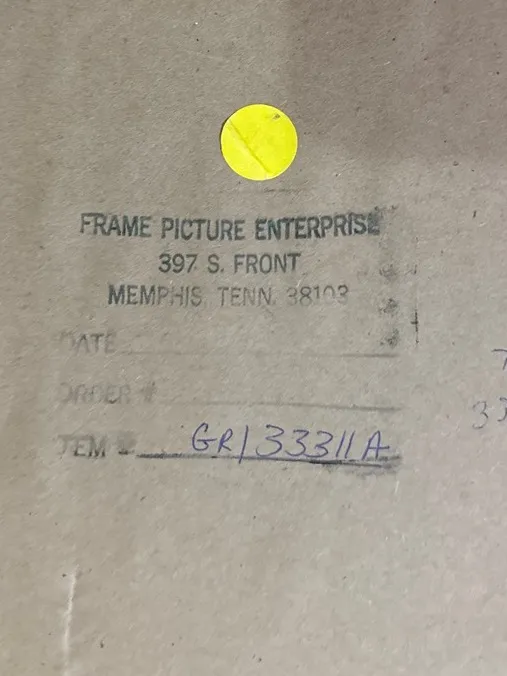 FRAME PICTURE ENTERPRISE
397 S. FRONT
MEMPHIS, TENN. 38103
DATE
ORDER #
ITEM # GR133311A